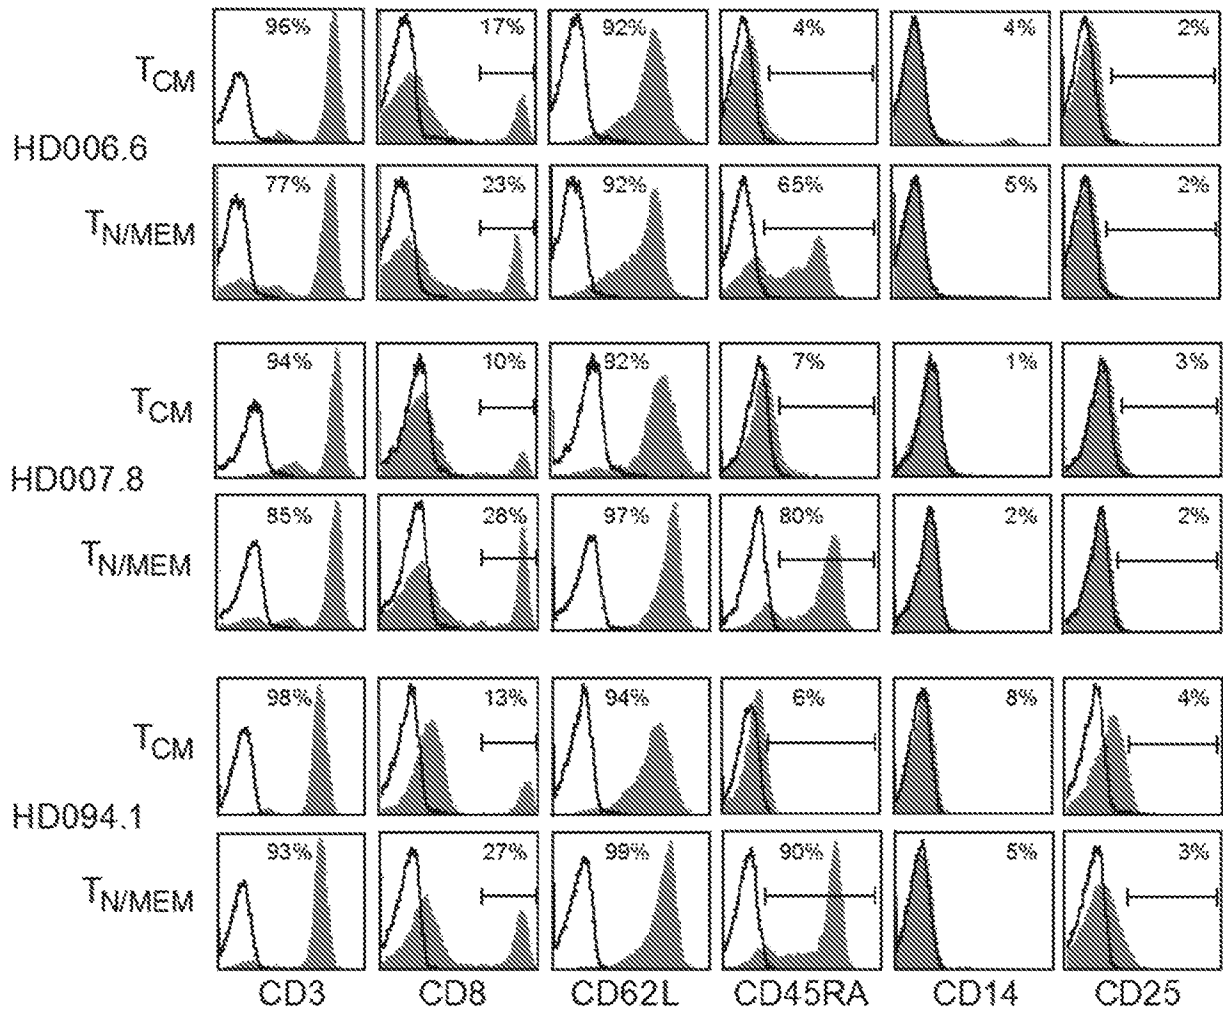 96% 17% 92% 4% 4% 2%
TCM
HD006.6
77% 23% 92% 65% 5% 2%
TN/MEM
94% 10% 92% 7% 1% 3%
TCM
HD007.8
85% 28% 97% 80% 2% 2%
TN/MEM
98% 13% 94% 6% 8% 4%
TCM
HD094.1
93% 27% 99% 90% 5% 3%
TN/MEM
CD3 CD8 CD62L CD45RA CD14 CD25